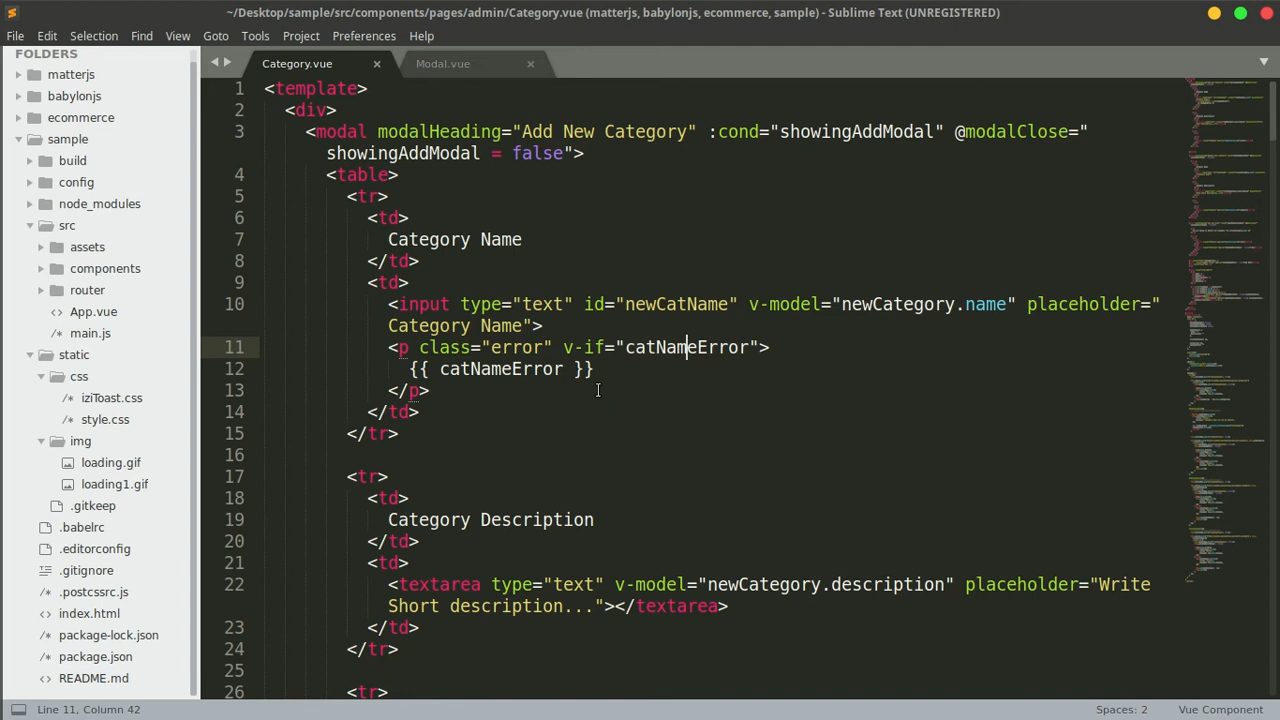 ~/Desktop/sample/src/components/pages/admin/Category.vue (matterjs, babylonjs, ecommerce, sample) - Sublime Text (UNREGISTERED)
File Edit Selection Find View Goto Tools Project Preferences Help
FOLDERS
matterjs
babylonjs
ecommerce
sample
build
config
node_modules
src
assets
components
router
App.vue
main.js
static
css
iziToast.css
style.css
img
loading.gif
loading1.gif
.gitkeep
.babelrc
.editorconfig
.gitignore
.postcssrc.js
index.html
package-lock.json
package.json
README.md
Category.vue
Modal.vue
1 <template>
2 <div>
3 <modal modalHeading="Add New Category" :cond="showingAddModal" @modalClose="
showingAddModal = false">
4 <table>
5 <tr>
6 <td>
7 Category Name
8 </td>
9 <td>
10 <input type="text" id="newCatName" v-model="newCategory.name" placeholder="
Category Name">
11 <p class="error" v-if="catNameError">
12 {{ catNameError }}
13 </p>
14 </td>
15 </tr>
16
17 <tr>
18 <td>
19 Category Description
20 </td>
21 <td>
22 <textarea type="text" v-model="newCategory.description" placeholder="Write
Short description..."></textarea>
23 </td>
24 </tr>
25
26 <tr>
Line 11, Column 42
Spaces: 2
Vue Component